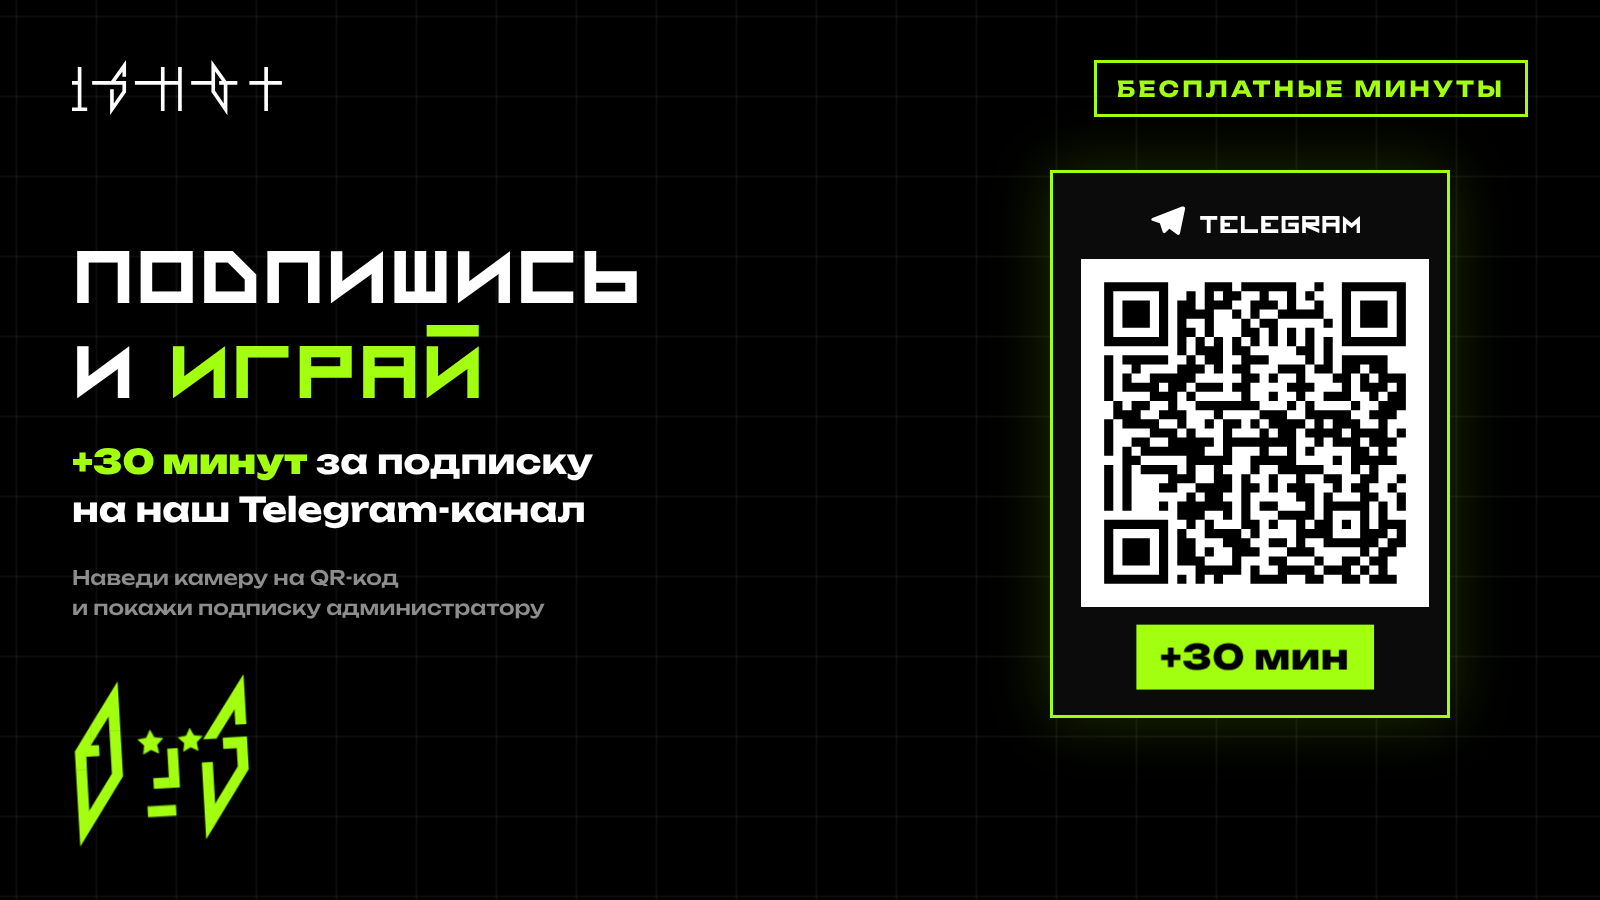 1SHOT
БЕСПЛАТНЫЕ МИНУТЫ
ПОДПИШИСЬ
И ИГРАЙ
+30 минут за подписку
на наш Telegram-канал
Наведи камеру на QR-код
и покажи подписку администратору
TELEGRAM
+30 мин